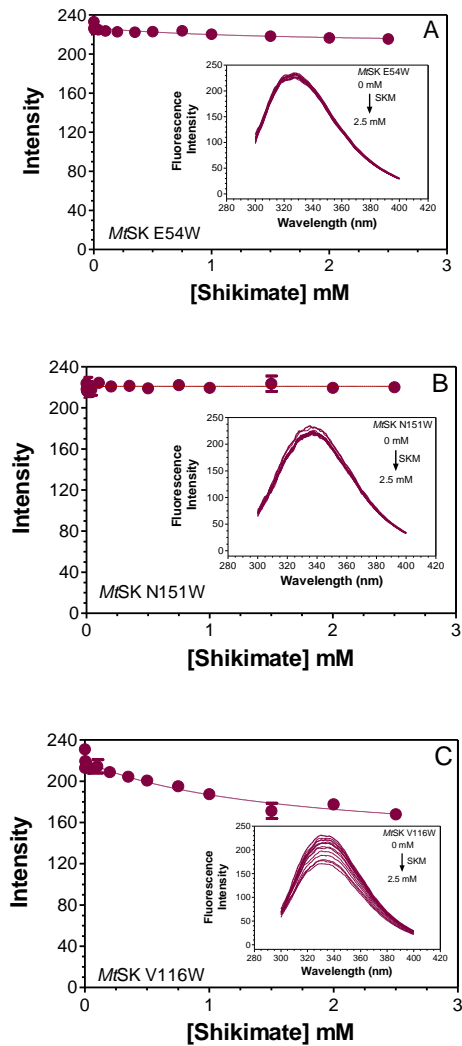 A
240
200
160
120
80
40
0
Intensity
0
1
2
3
[Shikimate] mM
MtSK E54W
250
200
150
100
50
0
Fluorescence
Intensity
280 300 320 340 360 380 400 420
Wavelength (nm)
MtSK E54W
0 mM
SKM
2.5 mM
B
240
200
160
120
80
40
0
Intensity
0
1
2
3
[Shikimate] mM
MtSK N151W
250
200
150
100
50
0
Fluorescence
Intensity
280 300 320 340 360 380 400 420
Wavelength (nm)
MtSK N151W
0 mM
SKM
2.5 mM
C
240
200
160
120
80
40
0
Intensity
0
1
2
3
[Shikimate] mM
MtSK V116W
250
200
150
100
50
0
Fluorescence
Intensity
280 300 320 340 360 380 400 420
Wavelength (nm)
MtSK V116W
0 mM
SKM
2.5 mM